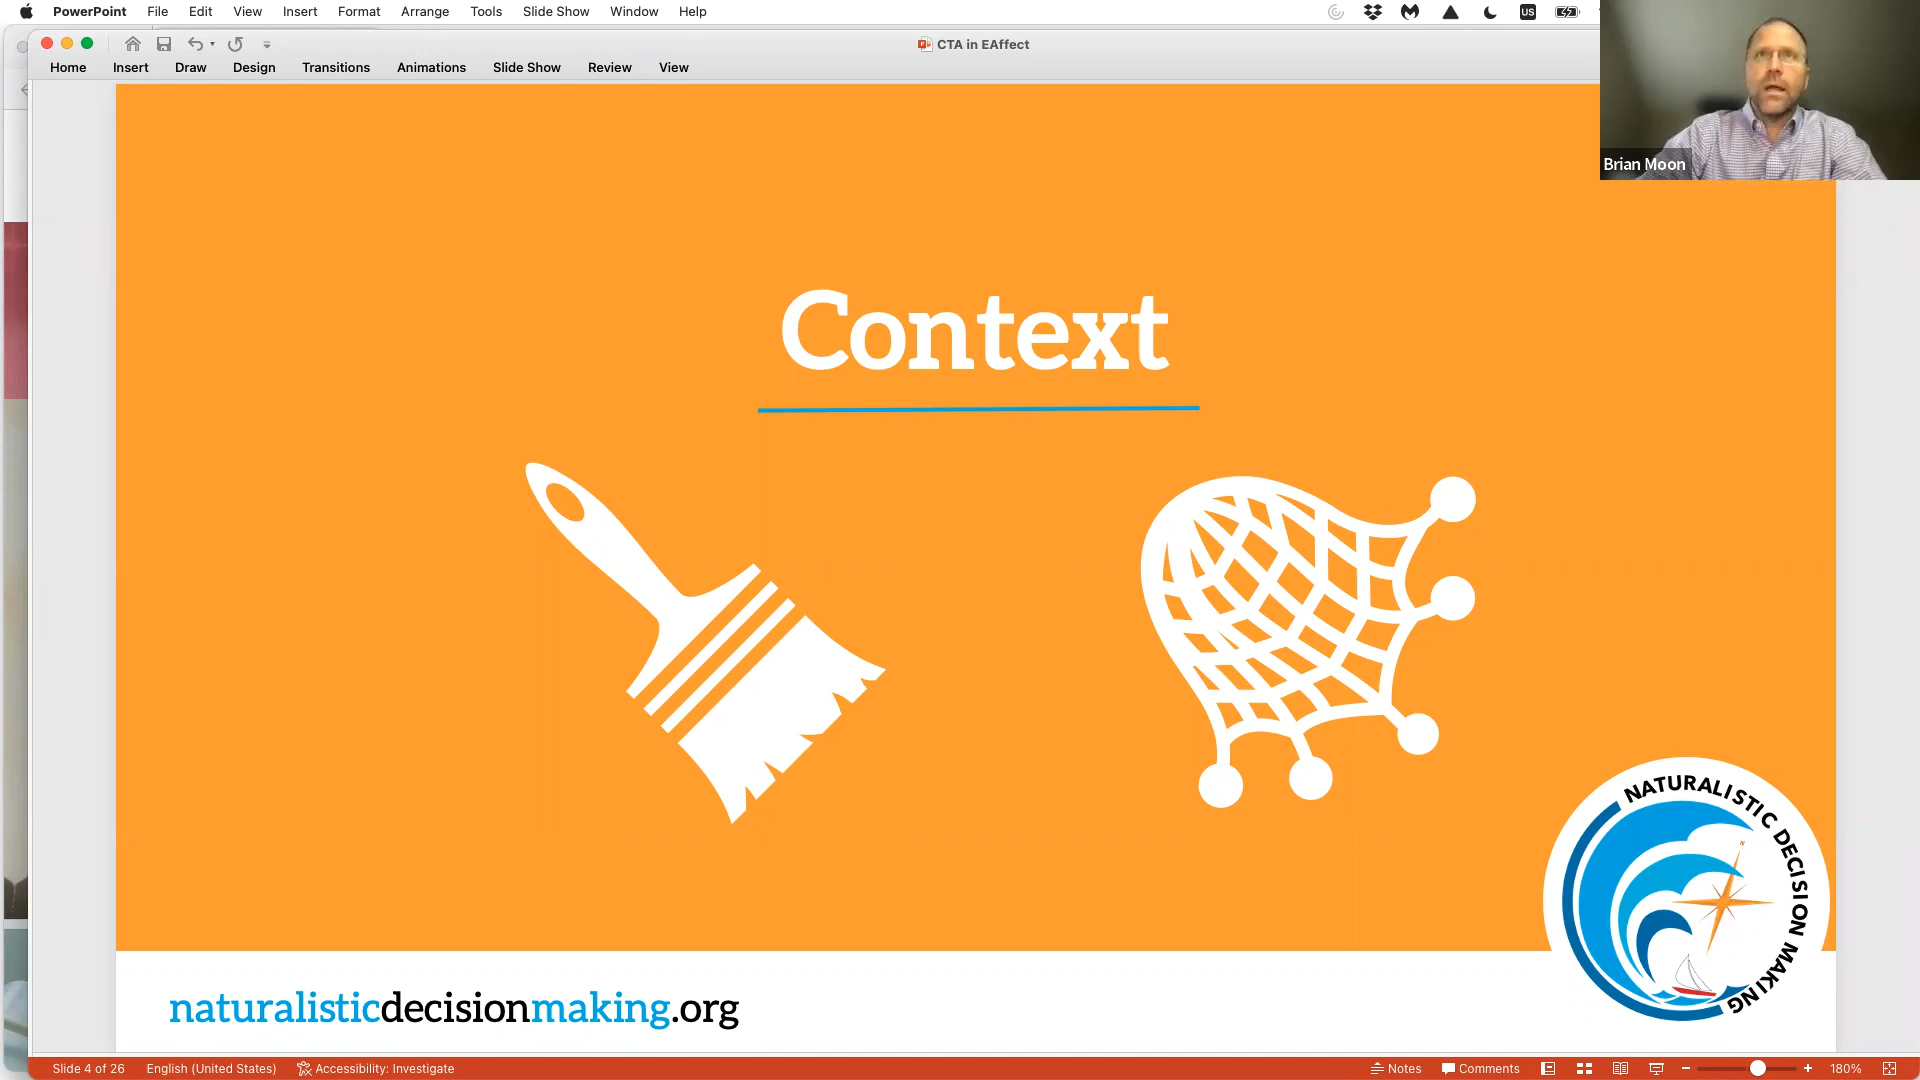 PowerPoint File Edit View Insert Format Arrange Tools Slide Show Window Help
US
CTA in EAffect
Home Insert Draw Design Transitions Animations Slide Show Review View
Brian Moon
Context
NATURALISTIC DECISION MAKING
N
naturalisticdecisionmaking.org
Slide 4 of 26 English (United States) Accessibility: Investigate Notes Comments 180%